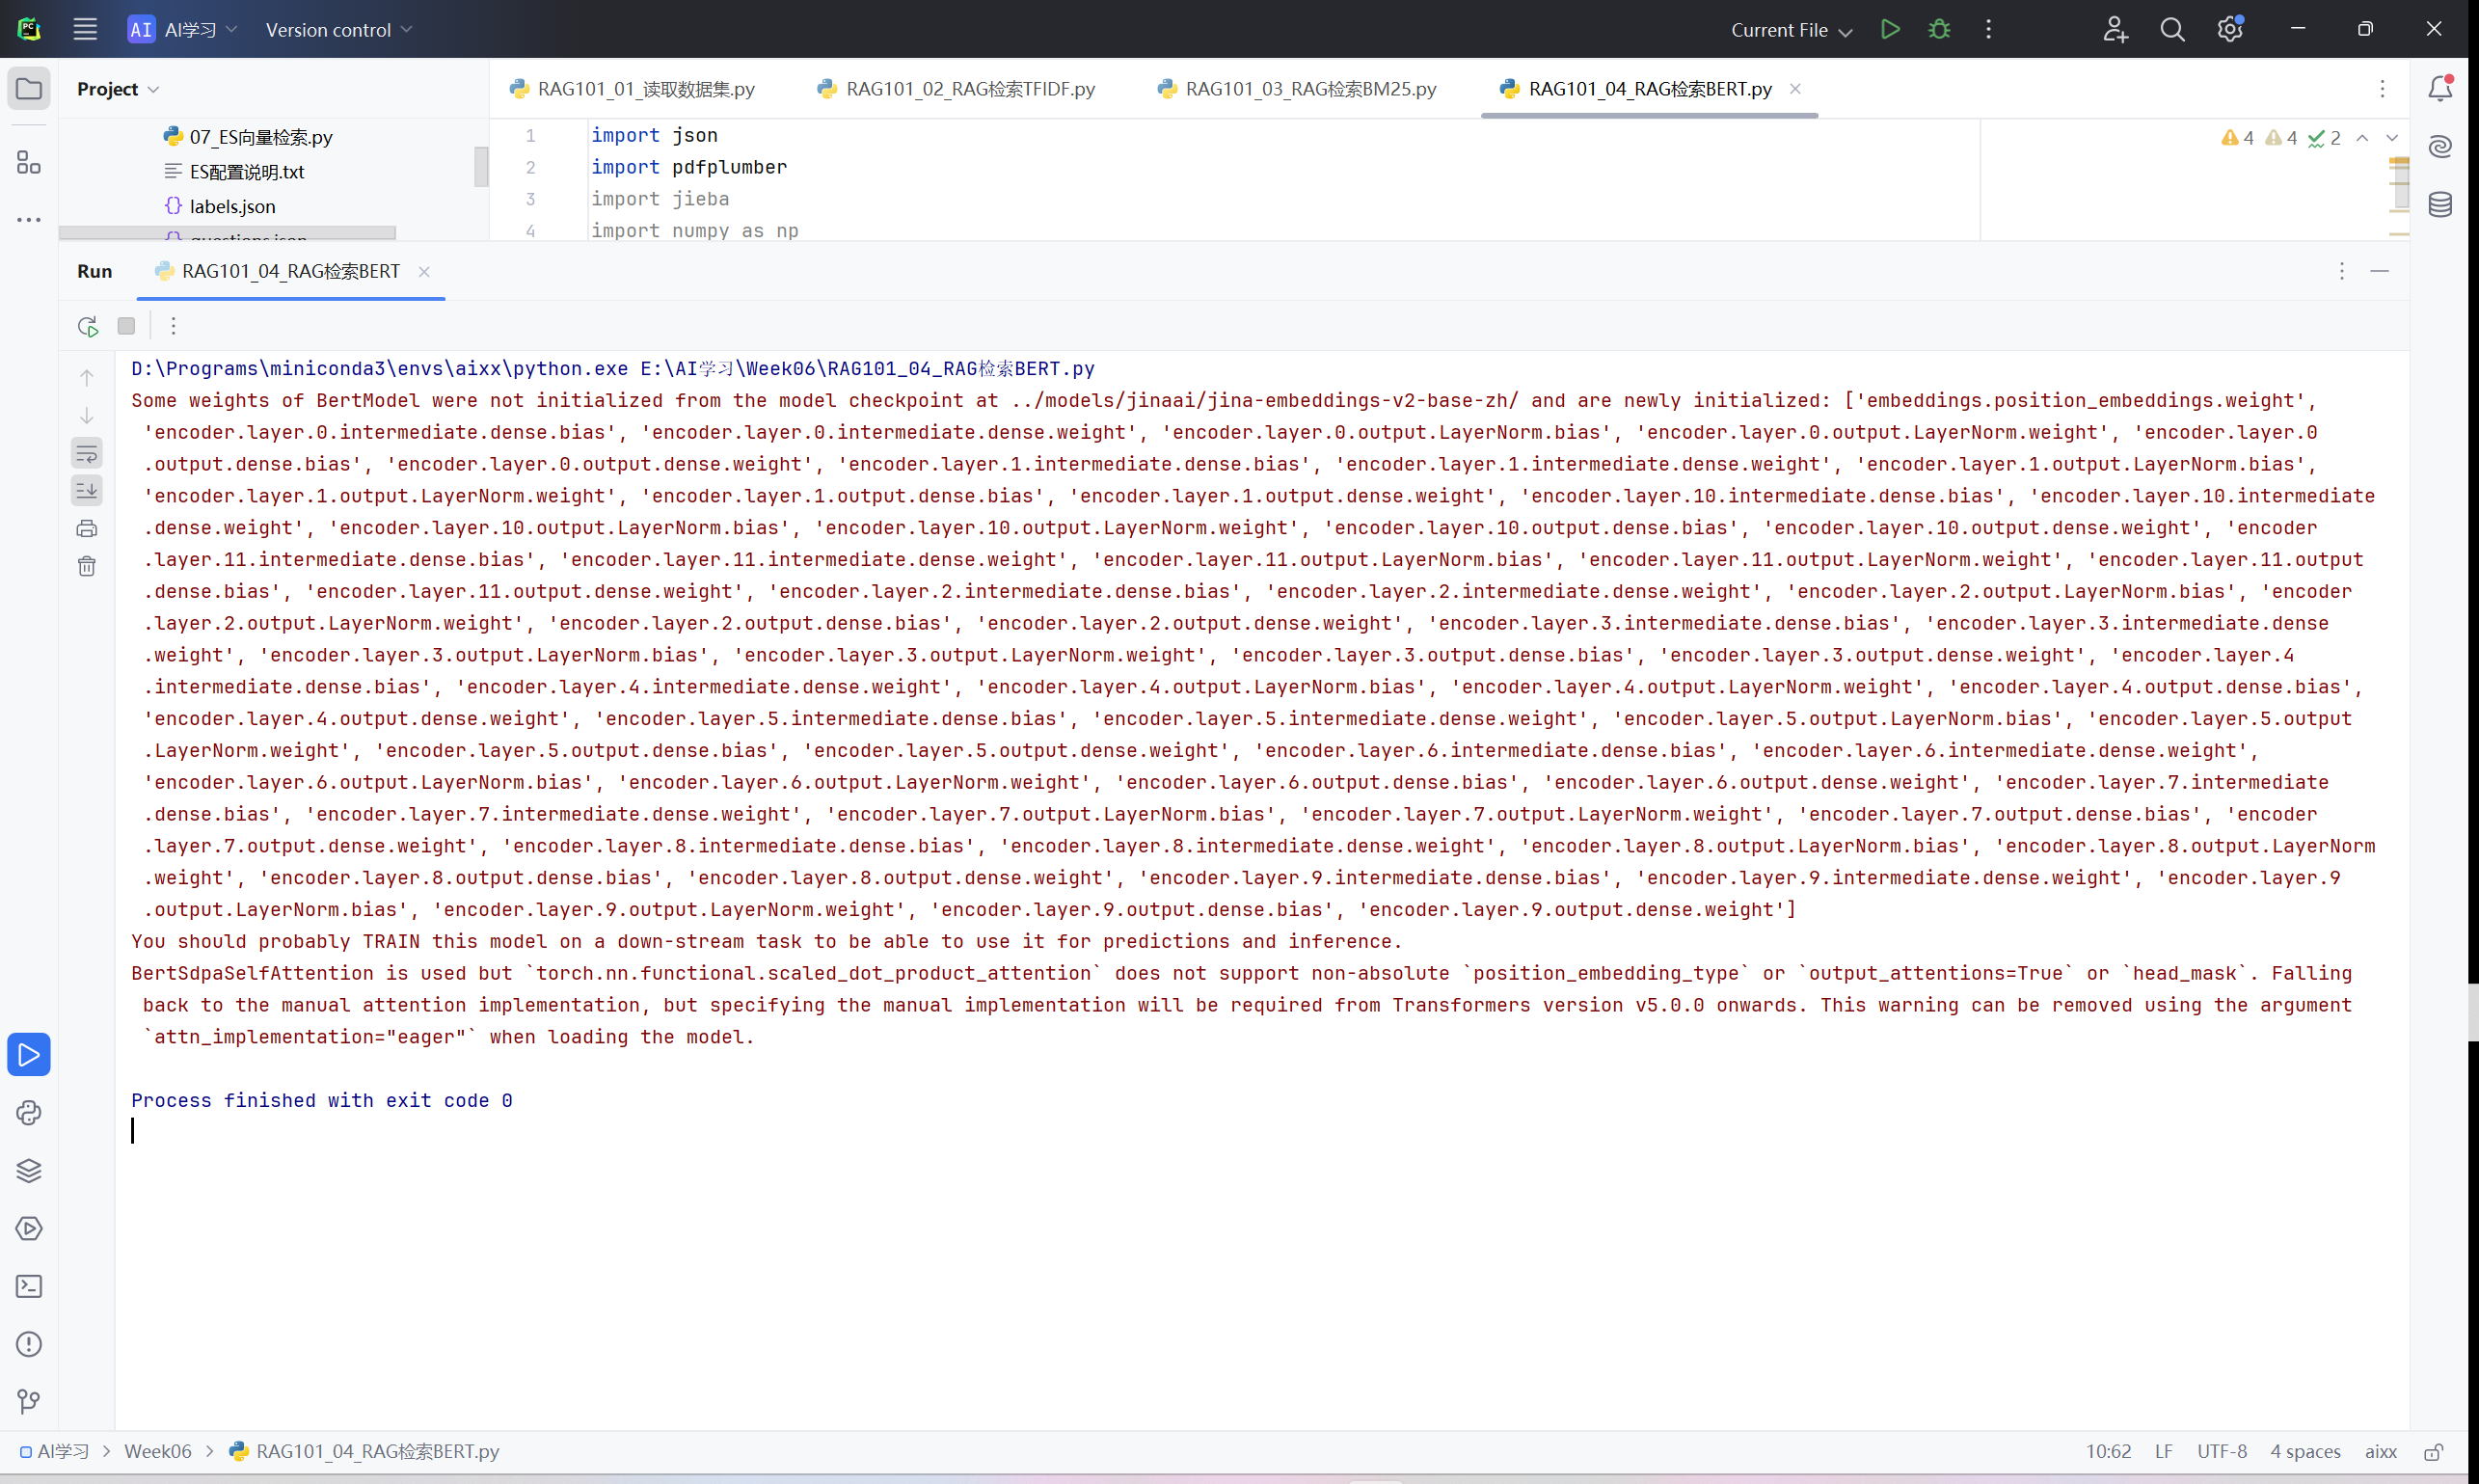 AI AI学习 Version control Current File
Project
RAG101_01_读取数据集.py RAG101_02_RAG检索TFIDF.py RAG101_03_RAG检索BM25.py RAG101_04_RAG检索BERT.py
07_ES向量检索.py
ES配置说明.txt
labels.json
questions.json
1 import json
2 import pdfplumber
3 import jieba
4 import numpy as np
4 4 2
Run RAG101_04_RAG检索BERT
D:\Programs\miniconda3\envs\aixx\python.exe E:\AI学习\Week06\RAG101_04_RAG检索BERT.py
Some weights of BertModel were not initialized from the model checkpoint at ../models/jinaai/jina-embeddings-v2-base-zh/ and are newly initialized: ['embeddings.position_embeddings.weight',
'encoder.layer.0.intermediate.dense.bias', 'encoder.layer.0.intermediate.dense.weight', 'encoder.layer.0.output.LayerNorm.bias', 'encoder.layer.0.output.LayerNorm.weight', 'encoder.layer.0
.output.dense.bias', 'encoder.layer.0.output.dense.weight', 'encoder.layer.1.intermediate.dense.bias', 'encoder.layer.1.intermediate.dense.weight', 'encoder.layer.1.output.LayerNorm.bias',
'encoder.layer.1.output.LayerNorm.weight', 'encoder.layer.1.output.dense.bias', 'encoder.layer.1.output.dense.weight', 'encoder.layer.10.intermediate.dense.bias', 'encoder.layer.10.intermediate
.dense.weight', 'encoder.layer.10.output.LayerNorm.bias', 'encoder.layer.10.output.LayerNorm.weight', 'encoder.layer.10.output.dense.bias', 'encoder.layer.10.output.dense.weight', 'encoder
.layer.11.intermediate.dense.bias', 'encoder.layer.11.intermediate.dense.weight', 'encoder.layer.11.output.LayerNorm.bias', 'encoder.layer.11.output.LayerNorm.weight', 'encoder.layer.11.output
.dense.bias', 'encoder.layer.11.output.dense.weight', 'encoder.layer.2.intermediate.dense.bias', 'encoder.layer.2.intermediate.dense.weight', 'encoder.layer.2.output.LayerNorm.bias', 'encoder
.layer.2.output.LayerNorm.weight', 'encoder.layer.2.output.dense.bias', 'encoder.layer.2.output.dense.weight', 'encoder.layer.3.intermediate.dense.bias', 'encoder.layer.3.intermediate.dense
.weight', 'encoder.layer.3.output.LayerNorm.bias', 'encoder.layer.3.output.LayerNorm.weight', 'encoder.layer.3.output.dense.bias', 'encoder.layer.3.output.dense.weight', 'encoder.layer.4
.intermediate.dense.bias', 'encoder.layer.4.intermediate.dense.weight', 'encoder.layer.4.output.LayerNorm.bias', 'encoder.layer.4.output.LayerNorm.weight', 'encoder.layer.4.output.dense.bias',
'encoder.layer.4.output.dense.weight', 'encoder.layer.5.intermediate.dense.bias', 'encoder.layer.5.intermediate.dense.weight', 'encoder.layer.5.output.LayerNorm.bias', 'encoder.layer.5.output
.LayerNorm.weight', 'encoder.layer.5.output.dense.bias', 'encoder.layer.5.output.dense.weight', 'encoder.layer.6.intermediate.dense.bias', 'encoder.layer.6.intermediate.dense.weight',
'encoder.layer.6.output.LayerNorm.bias', 'encoder.layer.6.output.LayerNorm.weight', 'encoder.layer.6.output.dense.bias', 'encoder.layer.6.output.dense.weight', 'encoder.layer.7.intermediate
.dense.bias', 'encoder.layer.7.intermediate.dense.weight', 'encoder.layer.7.output.LayerNorm.bias', 'encoder.layer.7.output.LayerNorm.weight', 'encoder.layer.7.output.dense.bias', 'encoder
.layer.7.output.dense.weight', 'encoder.layer.8.intermediate.dense.bias', 'encoder.layer.8.intermediate.dense.weight', 'encoder.layer.8.output.LayerNorm.bias', 'encoder.layer.8.output.LayerNorm
.weight', 'encoder.layer.8.output.dense.bias', 'encoder.layer.8.output.dense.weight', 'encoder.layer.9.intermediate.dense.bias', 'encoder.layer.9.intermediate.dense.weight', 'encoder.layer.9
.output.LayerNorm.bias', 'encoder.layer.9.output.LayerNorm.weight', 'encoder.layer.9.output.dense.bias', 'encoder.layer.9.output.dense.weight']
You should probably TRAIN this model on a down-stream task to be able to use it for predictions and inference.
BertSdpaSelfAttention is used but `torch.nn.functional.scaled_dot_product_attention` does not support non-absolute `position_embedding_type` or `output_attentions=True` or `head_mask`. Falling
back to the manual attention implementation, but specifying the manual implementation will be required from Transformers version v5.0.0 onwards. This warning can be removed using the argument
`attn_implementation="eager"` when loading the model.
Process finished with exit code 0
AI学习 > Week06 > RAG101_04_RAG检索BERT.py 10:62 LF UTF-8 4 spaces aixx